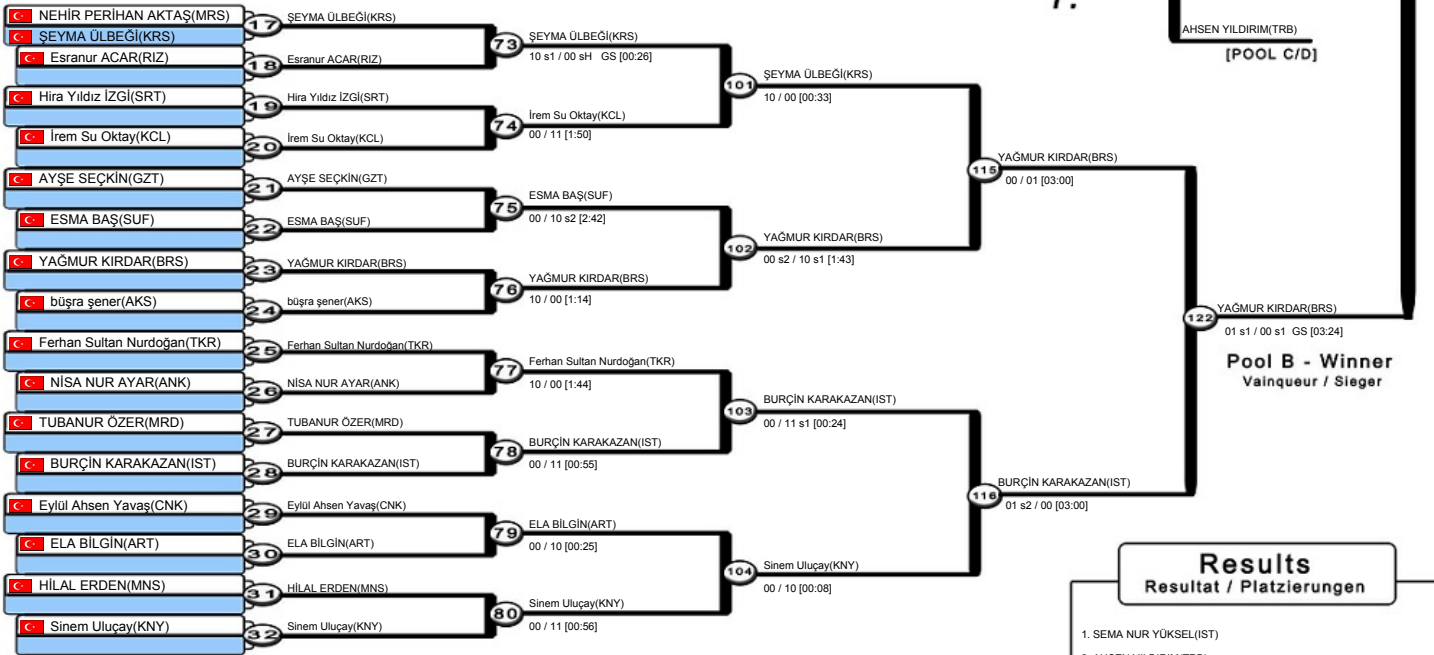 NEHİR PERİHAN AKTAŞ(MRS)
ŞEYMA ÜLBEĞİ(KRS)
Esranur ACAR(RIZ)
Hira Yıldız İZGİ(SRT)
İrem Su Oktay(KCL)
AYŞE SEÇKİN(GZT)
ESMA BAŞ(SUF)
YAĞMUR KIRDAR(BRS)
büşra şener(AKS)
Ferhan Sultan Nurdoğan(TKR)
NİSA NUR AYAR(ANK)
TUBANUR ÖZER(MRD)
BURÇİN KARAKAZAN(IST)
Eylül Ahsen Yavaş(CNK)
ELA BİLGİN(ART)
HİLAL ERDEN(MNS)
Sinem Uluçay(KNY)
17 ŞEYMA ÜLBEĞİ(KRS)
18 Esranur ACAR(RIZ)
19 Hira Yıldız İZGİ(SRT)
20 İrem Su Oktay(KCL)
21 AYŞE SEÇKİN(GZT)
22 ESMA BAŞ(SUF)
23 YAĞMUR KIRDAR(BRS)
24 büşra şener(AKS)
25 Ferhan Sultan Nurdoğan(TKR)
26 NİSA NUR AYAR(ANK)
27 TUBANUR ÖZER(MRD)
28 BURÇİN KARAKAZAN(IST)
29 Eylül Ahsen Yavaş(CNK)
30 ELA BİLGİN(ART)
31 HİLAL ERDEN(MNS)
32 Sinem Uluçay(KNY)
73 ŞEYMA ÜLBEĞİ(KRS)
10 s1 / 00 sH GS [00:26]
74 İrem Su Oktay(KCL)
00 / 11 [1:50]
75 ESMA BAŞ(SUF)
00 / 10 s2 [2:42]
76 YAĞMUR KIRDAR(BRS)
10 / 00 [1:14]
77 Ferhan Sultan Nurdoğan(TKR)
10 / 00 [1:44]
78 BURÇİN KARAKAZAN(IST)
00 / 11 [00:55]
79 ELA BİLGİN(ART)
00 / 10 [00:25]
80 Sinem Uluçay(KNY)
00 / 11 [00:56]
101 ŞEYMA ÜLBEĞİ(KRS)
10 / 00 [00:33]
102 YAĞMUR KIRDAR(BRS)
00 s2 / 10 s1 [1:43]
103 BURÇİN KARAKAZAN(IST)
00 / 11 s1 [00:24]
104 Sinem Uluçay(KNY)
00 / 10 [00:08]
115 YAĞMUR KIRDAR(BRS)
00 / 01 [03:00]
116 BURÇİN KARAKAZAN(IST)
01 s2 / 00 [03:00]
122 YAĞMUR KIRDAR(BRS)
01 s1 / 00 s1 GS [03:24]
Pool B - Winner
Vainqueur / Sieger
AHSEN YILDIRIM(TRB)
[POOL C/D]
Results
Resultat / Platzierungen
1. SEMA NUR YÜKSEL(IST)